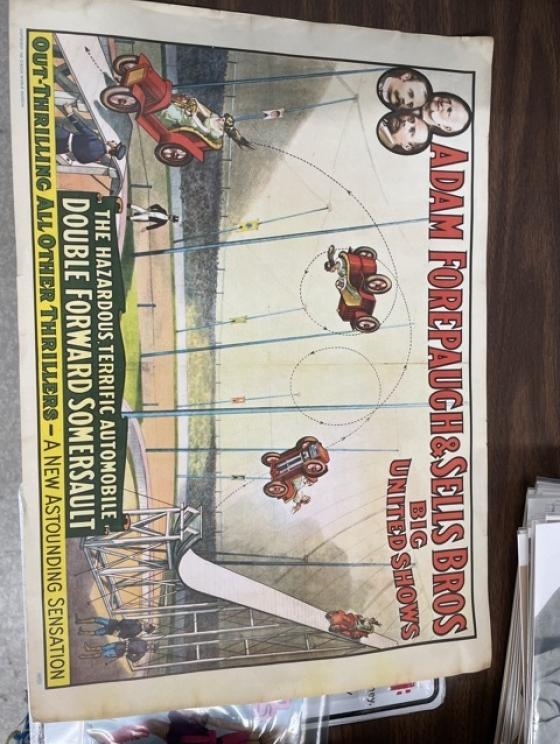 ADAM FOREPAUGH & SELLS BROS
BIG
UNITED SHOWS
THE HAZARDOUS, TERRIFIC AUTOMOBILE
DOUBLE FORWARD SOMERSAULT
OUT-THRILLING ALL OTHER THRILLERS - A NEW ASTOUNDING SENSATION